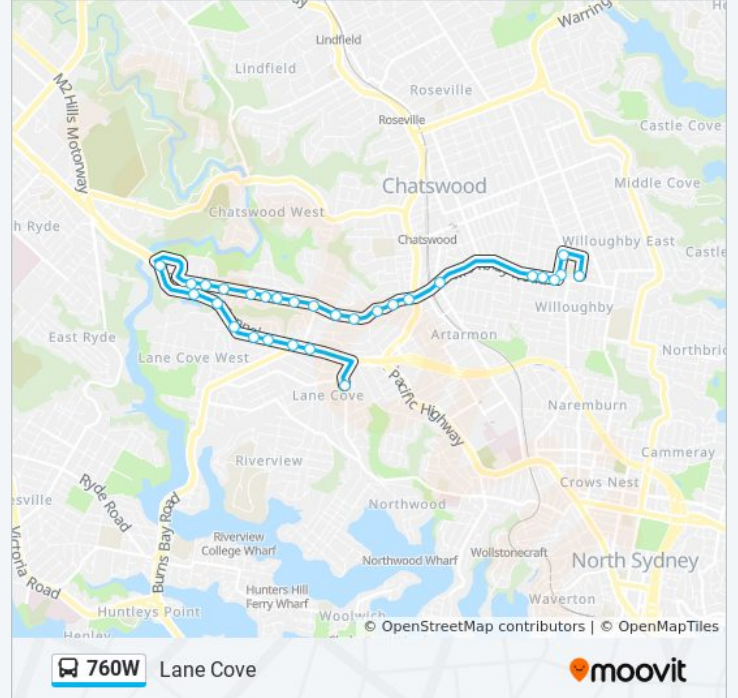 Lindfield
Warring
Lindfield
Roseville
M2 Hills Motorway
Roseville
Castle Cove
Chatswood
Middle Cove
Chatswood West
h Ryde
Chatswood
Willoughby East
Castle
Willoughby
East Ryde
Artarmon
Lane Cove West
Northbrid
Pacific Highway
Lane Cove
Naremburn
Cammeray
Riverview
Crows Nest
Ryde Road
esville
Northwood
Burns Bay Road
Riverview
College Wharf
Wollstonecraft
Northwood Wharf
North Sydney
Victoria Road
Hunters Hill
Ferry Wharf
Waverton
Huntleys Point
Woolwich
Henley
© OpenStreetMap contributors | © OpenMapTiles
760W Lane Cove
moovit